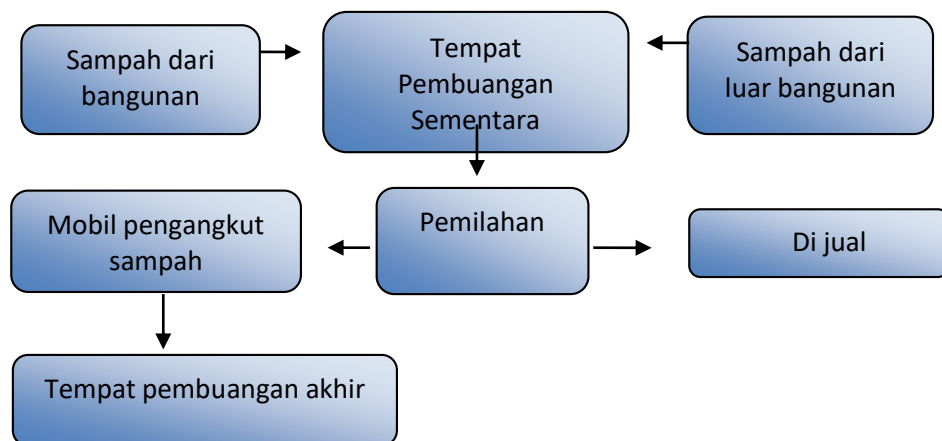 Sampah dari
bangunan
Tempat
Pembuangan
Sementara
Sampah dari
luar bangunan
Mobil pengangkut
sampah
Pemilahan
Di jual
Tempat pembuangan akhir